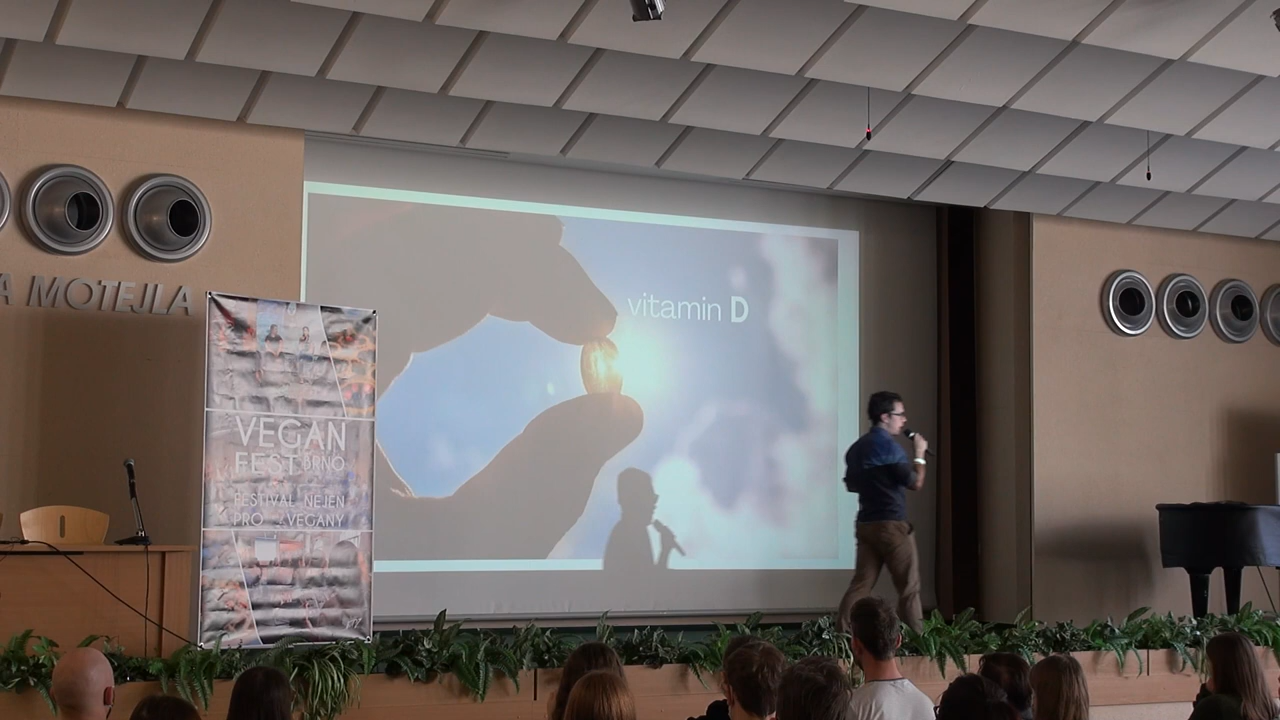 A MOTEJLA
vitamin D
VEGAN
FEST BRNO
FESTIVAL NEJEN
PRO VEGANY